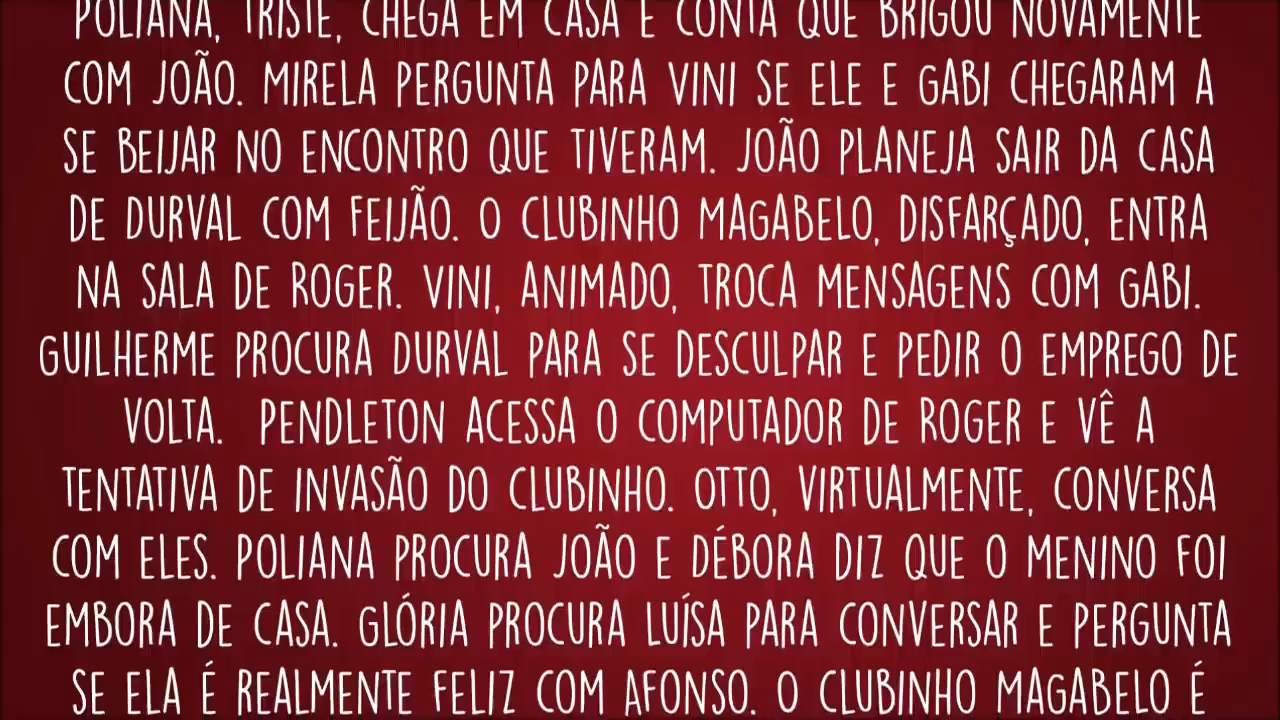 POLIANA, TRISTE, CHEGA EM CASA E CONTA QUE BRIGOU NOVAMENTE
COM JOÃO. MIRELA PERGUNTA PARA VINI SE ELE E GABI CHEGARAM A
SE BEIJAR NO ENCONTRO QUE TIVERAM. JOÃO PLANEJA SAIR DA CASA
DE DURVAL COM FEIJÃO. O CLUBINHO MAGABELO, DISFARÇADO, ENTRA
NA SALA DE ROGER. VINI, ANIMADO, TROCA MENSAGENS COM GABI.
GUILHERME PROCURA DURVAL PARA SE DESCULPAR E PEDIR O EMPREGO DE
VOLTA. PENDLETON ACESSA O COMPUTADOR DE ROGER E VÊ A
TENTATIVA DE INVASÃO DO CLUBINHO. OTTO, VIRTUALMENTE, CONVERSA
COM ELES. POLIANA PROCURA JOÃO E DÉBORA DIZ QUE O MENINO FOI
EMBORA DE CASA. GLÓRIA PROCURA LUÍSA PARA CONVERSAR E PERGUNTA
SE ELA É REALMENTE FELIZ COM AFONSO. O CLUBINHO MAGABELO É